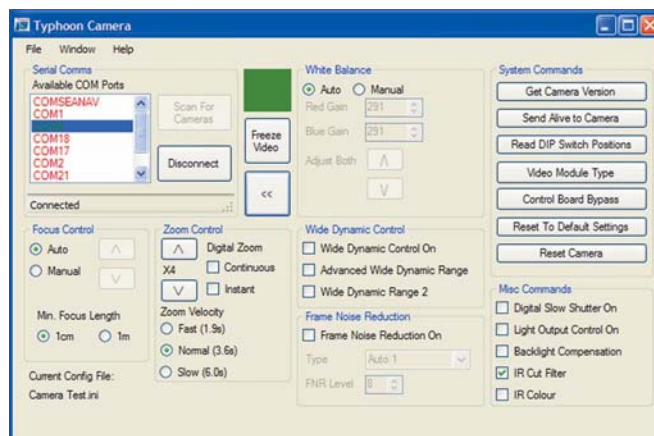 Typhoon Camera
File Window Help
Serial Comms
Available COM Ports
COMSEANAV
COM1
COM18
COM17
COM2
COM21
Scan For
Cameras
Disconnect
Connected
Freeze
Video
<<
White Balance
Auto Manual
Red Gain 291
Blue Gain 291
Adjust Both
System Commands
Get Camera Version
Send Alive to Camera
Read DIP Switch Positions
Video Module Type
Control Board Bypass
Reset To Default Settings
Reset Camera
Focus Control
Auto
Manual
Min. Focus Length
1cm 1m
Current Config File:
Camera Test.ini
Zoom Control
Digital Zoom
X4 Continuous
Instant
Zoom Velocity
Fast (1.9s)
Normal (3.6s)
Slow (6.0s)
Wide Dynamic Control
Wide Dynamic Control On
Advanced Wide Dynamic Range
Wide Dynamic Range 2
Frame Noise Reduction
Frame Noise Reduction On
Type Auto 1
FNR Level 8
Misc Commands
Digital Slow Shutter On
Light Output Control On
Backlight Compensation
IR Cut Filter
IR Colour